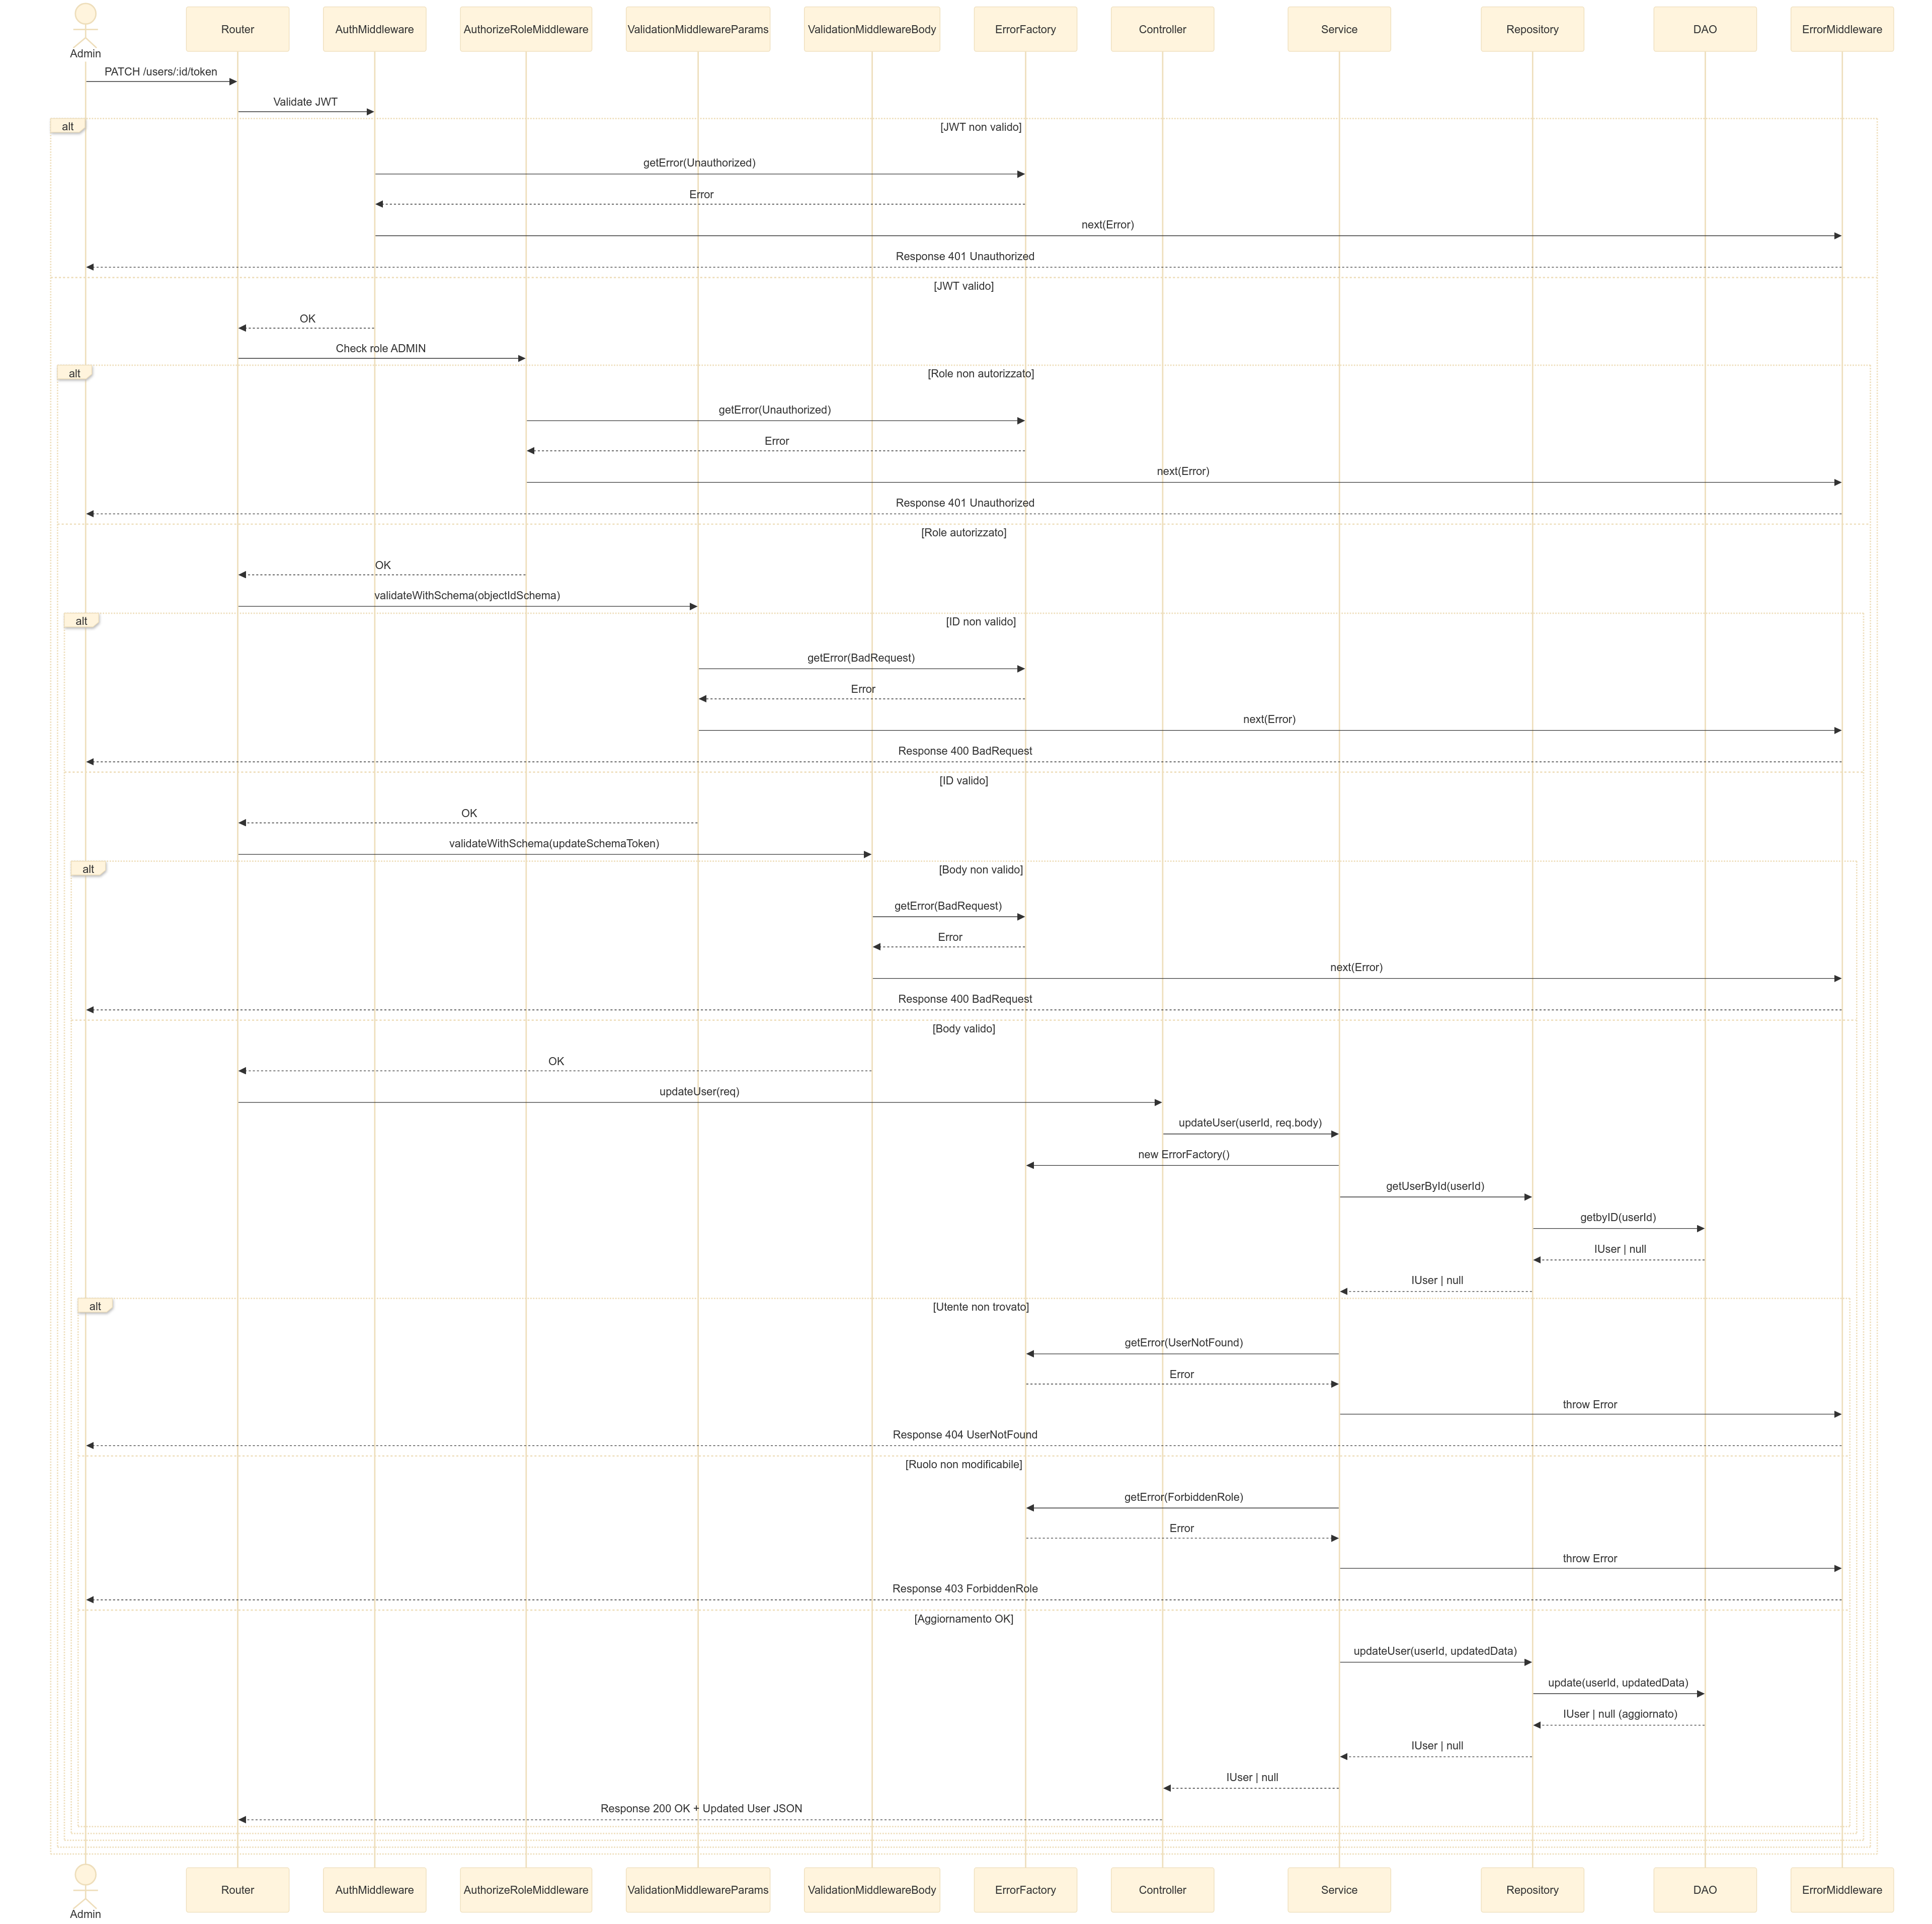 Admin
Router
AuthMiddleware
AuthorizeRoleMiddleware
ValidationMiddlewareParams
ValidationMiddlewareBody
ErrorFactory
Controller
Service
Repository
DAO
ErrorMiddleware
PATCH /users/:id/token
Validate JWT
alt
[JWT non valido]
getError(Unauthorized)
Error
next(Error)
Response 401 Unauthorized
[JWT valido]
OK
Check role ADMIN
alt
[Role non autorizzato]
getError(Unauthorized)
Error
next(Error)
Response 401 Unauthorized
[Role autorizzato]
OK
validateWithSchema(objectIdSchema)
alt
[ID non valido]
getError(BadRequest)
Error
next(Error)
Response 400 BadRequest
[ID valido]
OK
validateWithSchema(updateSchemaToken)
alt
[Body non valido]
getError(BadRequest)
Error
next(Error)
Response 400 BadRequest
[Body valido]
OK
updateUser(req)
updateUser(userId, req.body)
new ErrorFactory()
getUserById(userId)
getbyID(userId)
IUser | null
IUser | null
alt
[Utente non trovato]
getError(UserNotFound)
Error
throw Error
Response 404 UserNotFound
[Ruolo non modificabile]
getError(ForbiddenRole)
Error
throw Error
Response 403 ForbiddenRole
[Aggiornamento OK]
updateUser(userId, updatedData)
update(userId, updatedData)
IUser | null (aggiornato)
IUser | null
IUser | null
Response 200 OK + Updated User JSON
Admin
Router
AuthMiddleware
AuthorizeRoleMiddleware
ValidationMiddlewareParams
ValidationMiddlewareBody
ErrorFactory
Controller
Service
Repository
DAO
ErrorMiddleware